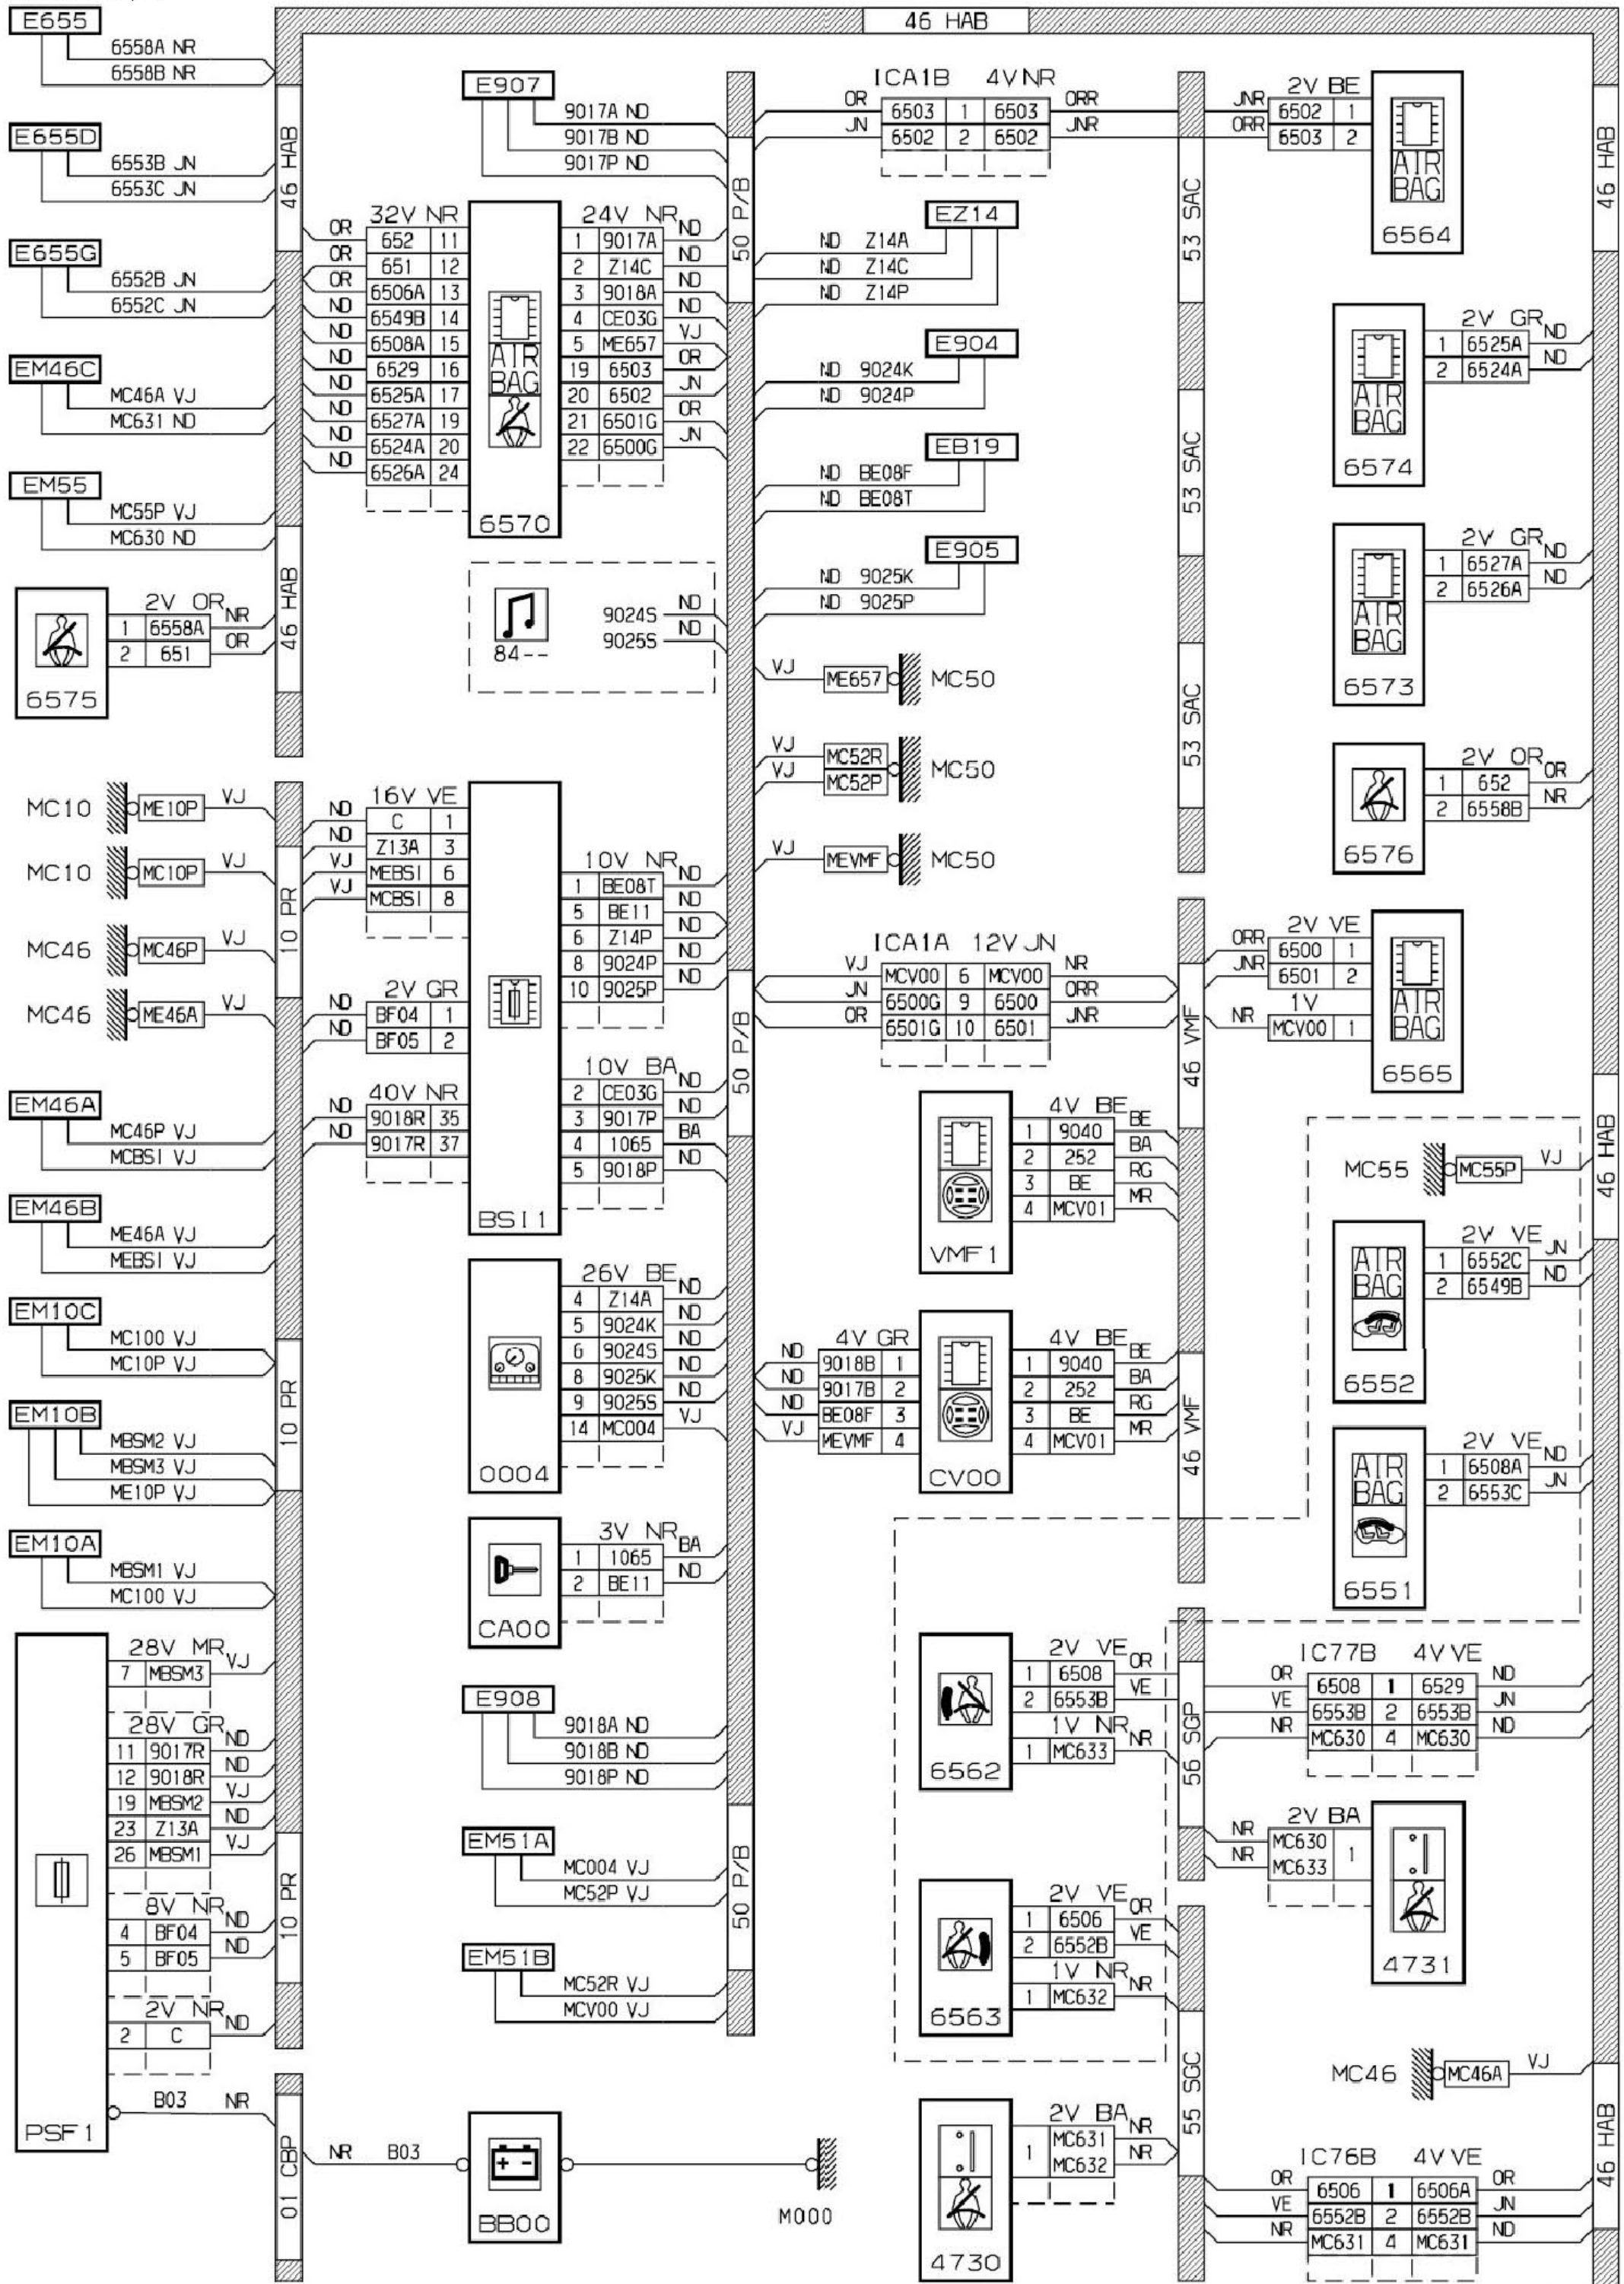 46 HAB
E655
6558A NR
6558B NR
E655D
6553B JN
6553C JN
E655G
6552B JN
6552C JN
EM46C
MC46A VJ
MC631 ND
EM55
MC55P VJ
MC630 ND
2V OR
1 6558A NR
2 651 OR
6575
46 HAB
46 HAB
MC10 ME10P VJ
MC10 MC10P VJ
MC46 MC46P VJ
MC46 ME46A VJ
EM46A
MC46P VJ
MCBSI VJ
EM46B
ME46A VJ
MEBSI VJ
EM10C
MC100 VJ
MC10P VJ
EM10B
MBSM2 VJ
MBSM3 VJ
ME10P VJ
EM10A
MBSM1 VJ
MC100 VJ
28V MR
7 MBSM3 VJ
28V GR
11 9017R ND
12 9018R ND
19 MBSM2 VJ
23 Z13A ND
26 MBSM1 VJ
8V NR
4 BF04 ND
5 BF05 ND
2V NR
2 C ND
B03 NR
PSF1
10 PR
10 PR
10 PR
01 CBP
E907
9017A ND
9017B ND
9017P ND
32V NR
OR 652 11
OR 651 12
OR 6506A 13
ND 6549B 14
ND 6508A 15
ND 6529 16
ND 6525A 17
ND 6527A 19
ND 6524A 20
ND 6526A 24
AIR
BAG
6570
24V NR
1 9017A ND
2 Z14C ND
3 9018A ND
4 CE03G ND
5 ME657 VJ
19 6503 OR
20 6502 JN
21 6501G OR
22 6500G JN
84--
9024S ND
9025S ND
16V VE
ND C 1
ND Z13A 3
VJ MEBSI 6
VJ MCBSI 8
2V GR
ND BF04 1
ND BF05 2
40V NR
ND 9018R 35
ND 9017R 37
BSI1
10V NR
1 BE08T ND
5 BE11 ND
6 Z14P ND
8 9024P ND
10 9025P ND
10V BA
2 CE03G ND
3 9017P ND
4 1065 BA
5 9018P ND
26V BE
4 Z14A ND
5 9024K ND
6 9024S ND
8 9025K ND
9 9025S ND
14 MC004 VJ
0004
3V NR
1 1065 BA
2 BE11 ND
CA00
E908
9018A ND
9018B ND
9018P ND
EM51A
MC004 VJ
MC52P VJ
EM51B
MC52R VJ
MCV00 VJ
NR B03
BB00
M000
50 P/B
50 P/B
50 P/B
ICA1B 4V NR
OR 6503 1 6503 ORR
JN 6502 2 6502 JNR
EZ14
ND Z14A
ND Z14C
ND Z14P
E904
ND 9024K
ND 9024P
EB19
ND BE08F
ND BE08T
E905
ND 9025K
ND 9025P
VJ ME657 MC50
VJ MC52R
VJ MC52P
MC50
VJ MEVMF MC50
ICA1A 12V JN
VJ MCV00 6 MCV00 NR
JN 6500G 9 6500 ORR
OR 6501G 10 6501 JNR
4V BE
1 9040 BE
2 252 BA
3 BE RG
4 MCV01 MR
VMF1
4V GR
ND 9018B 1
ND 9017B 2
ND BE08F 3
VJ MEVMF 4
CV00
4V BE
1 9040 BE
2 252 BA
3 BE RG
4 MCV01 MR
2V VE
1 6508 OR
2 6553B VE
1V NR
1 MC633 NR
6562
2V VE
1 6506 OR
2 6552B VE
1V NR
1 MC632 NR
6563
2V BA
1 MC631 NR
MC632 NR
4730
53 SAC
53 SAC
53 SAC
46 VMF
46 VMF
56 SGP
55 SGC
2V BE
JNR 6502 1
ORR 6503 2
AIR
BAG
6564
2V GR
1 6525A ND
2 6524A ND
AIR
BAG
6574
2V GR
1 6527A ND
2 6526A ND
AIR
BAG
6573
2V OR
1 652 OR
2 6558B NR
6576
2V VE
ORR 6500 1
JNR 6501 2
1V
NR MCV00 1
AIR
BAG
6565
MC55 MC55P VJ
2V VE
1 6552C JN
2 6549B ND
AIR
BAG
6552
2V VE
1 6508A ND
2 6553C JN
AIR
BAG
6551
IC77B 4V VE
OR 6508 1 6529 ND
VE 6553B 2 6553B JN
NR MC630 4 MC630 ND
2V BA
NR MC630 1
NR MC633
4731
MC46 MC46A VJ
IC76B 4V VE
OR 6506 1 6506A OR
VE 6552B 2 6552B JN
NR MC631 4 MC631 ND
46 HAB
46 HAB
46 HAB